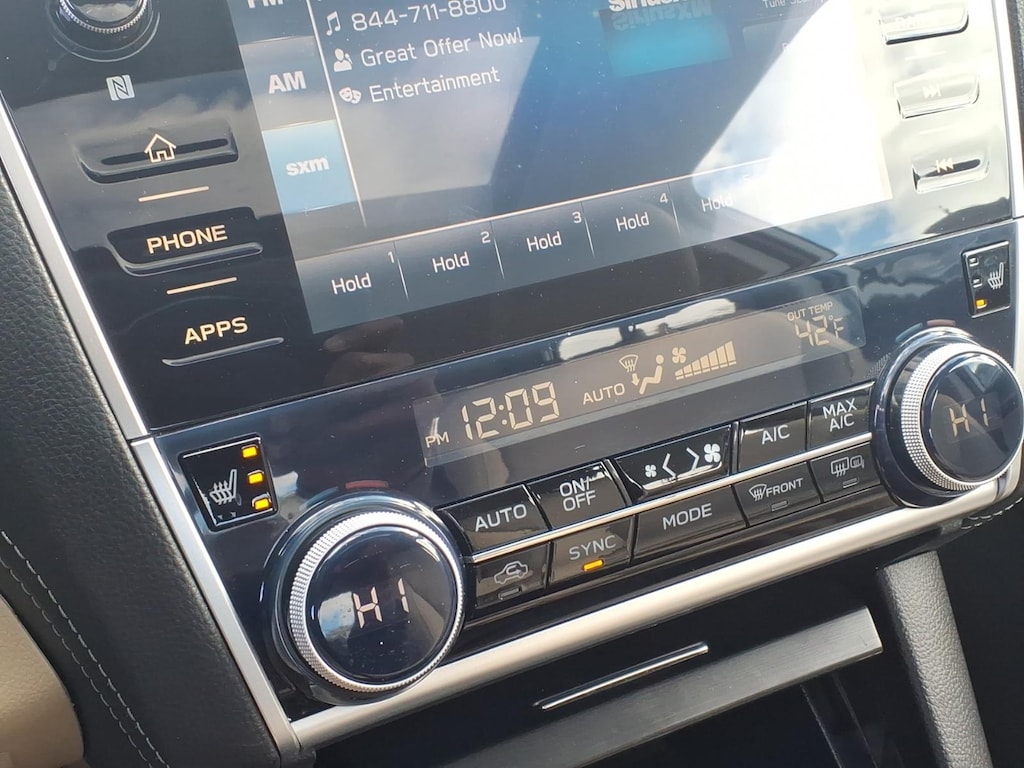 844-711-8800
Great Offer Now!
AM
Entertainment
sxm
PHONE
Hold 1
Hold 2
Hold 3
Hold 4
Hold
APPS
OUT TEMP
42°F
PM 12:09 AUTO
HI
MAX A/C
A/C
ON/OFF
AUTO
FRONT
MODE
SYNC
HI